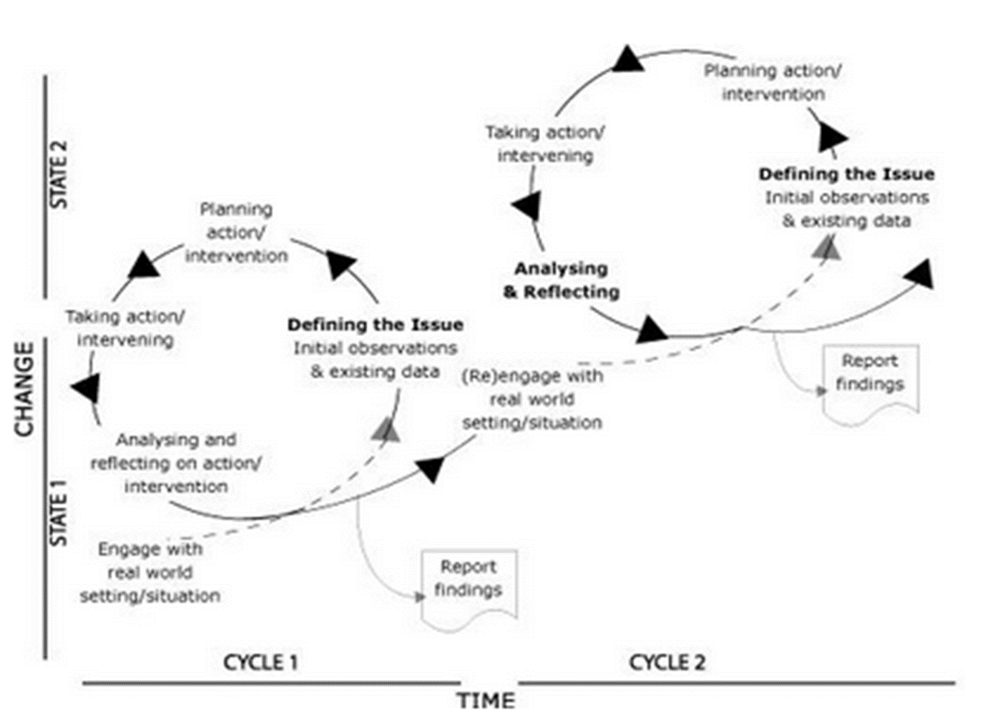 Planning action/
intervention
Taking action/
intervening
Defining the Issue
Initial observations
& existing data
Analysing
& Reflecting
(Re)engage with
real world
setting/situation
Report
findings
STATE 2
Planning
action/
intervention
Taking action/
intervening
Defining the Issue
Initial observations
& existing data
Analysing and
reflecting on action/
intervention
Engage with
real world
setting/situation
Report
findings
CHANGE
STATE 1
CYCLE 1
CYCLE 2
TIME